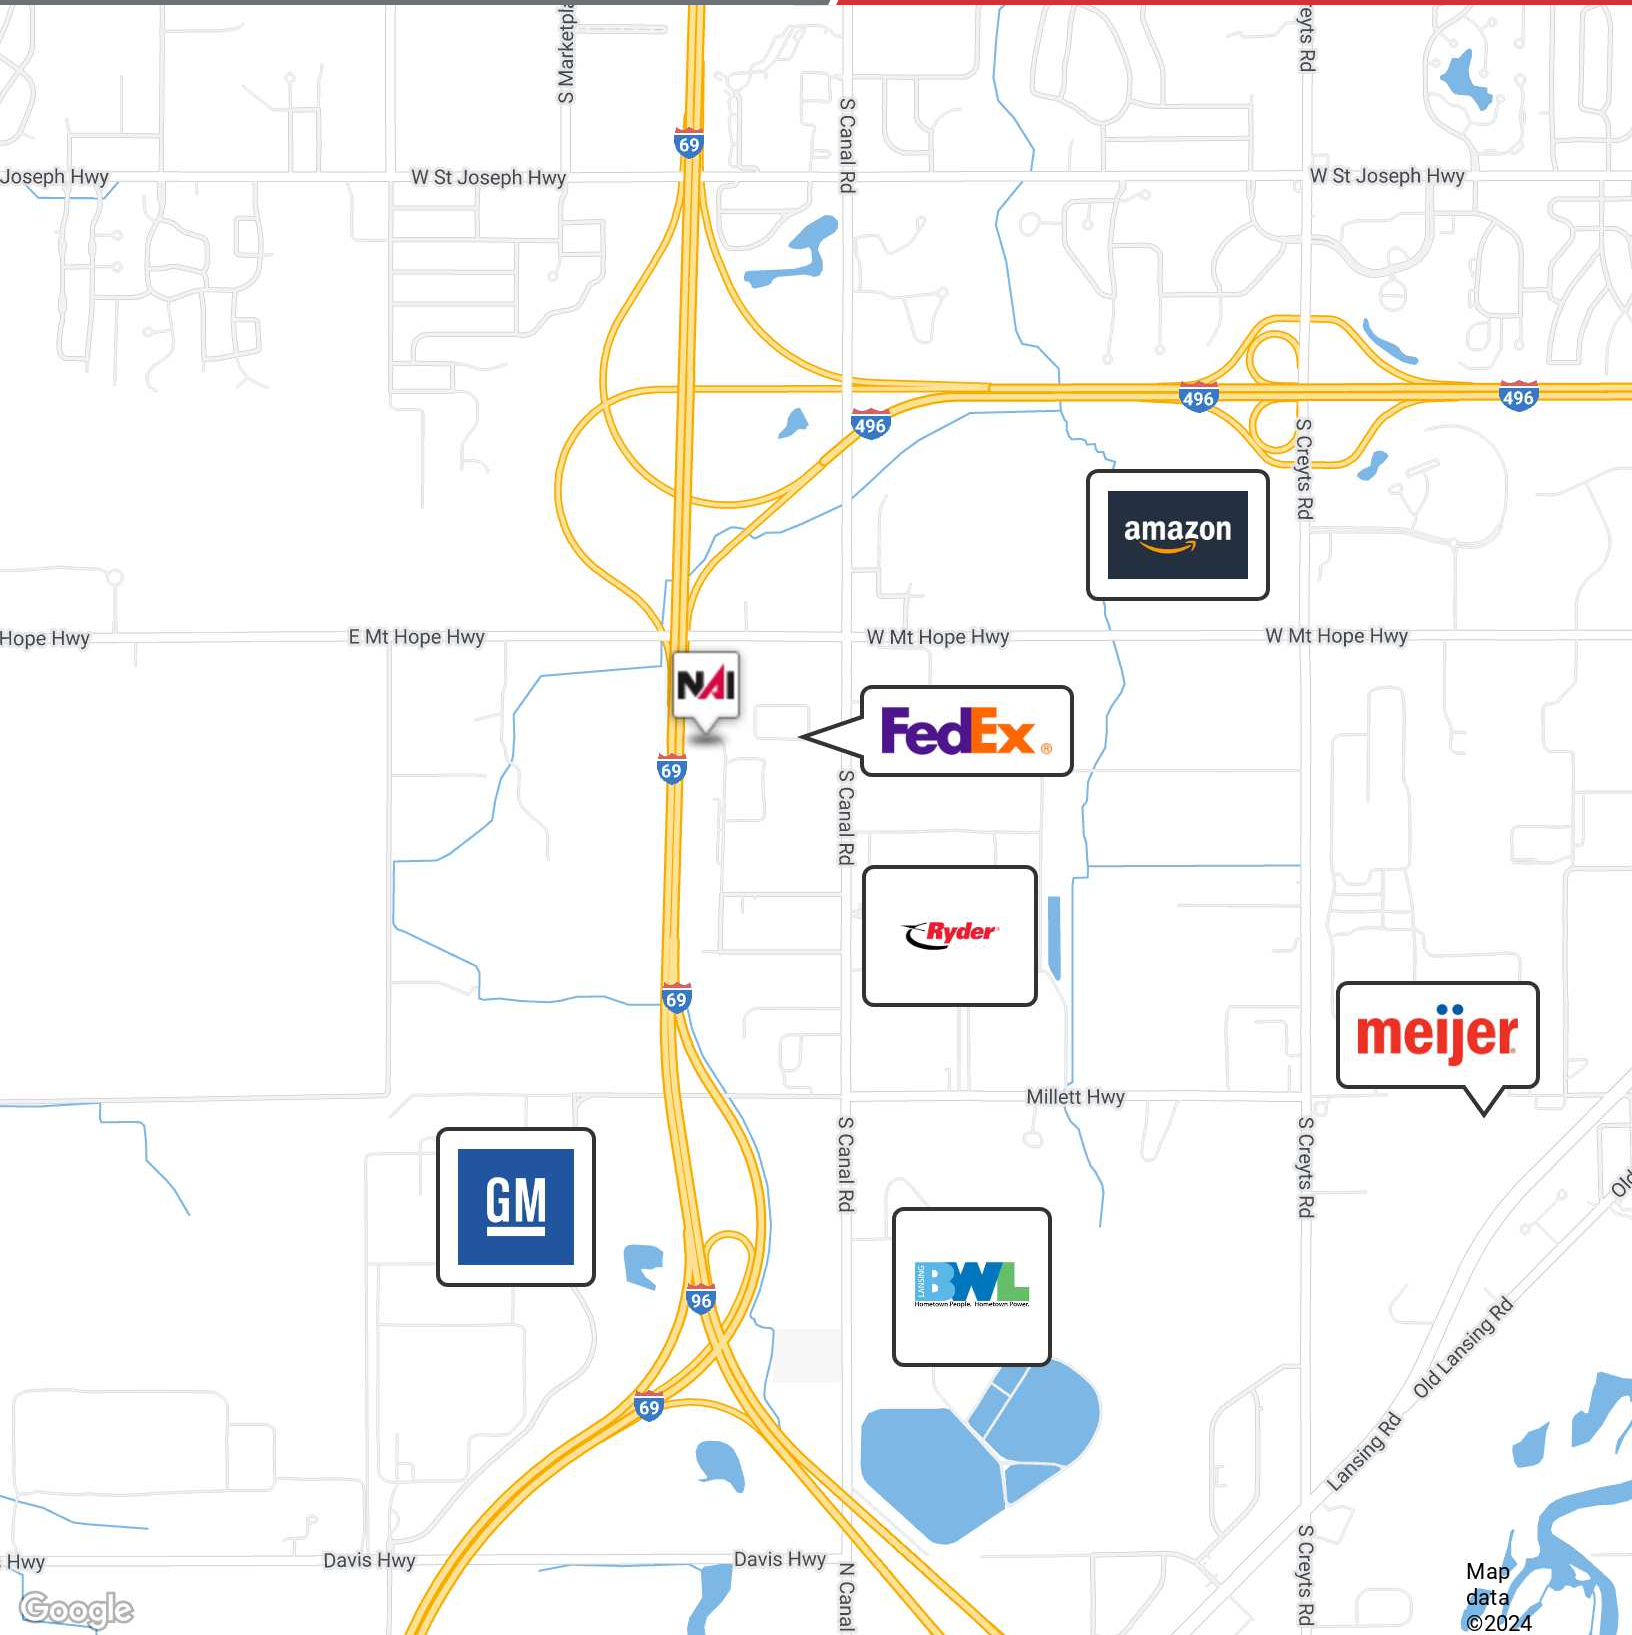 S Marketpla
eyts Rd
S Canal Rd
69
Joseph Hwy
W St Joseph Hwy
W St Joseph Hwy
496
496
496
S Creyts Rd
amazon
Hope Hwy
E Mt Hope Hwy
W Mt Hope Hwy
W Mt Hope Hwy
NAI
FedEx®
69
S Canal Rd
Ryder
69
meijer
Millett Hwy
S Canal Rd
S Creyts Rd
Old
GM
LANSING
BWL
Hometown People. Hometown Power.
96
Old Lansing Rd
69
Lansing Rd
S Creyts Rd
Hwy
Davis Hwy
Davis Hwy
N Canal
Google
Map
data
©2024